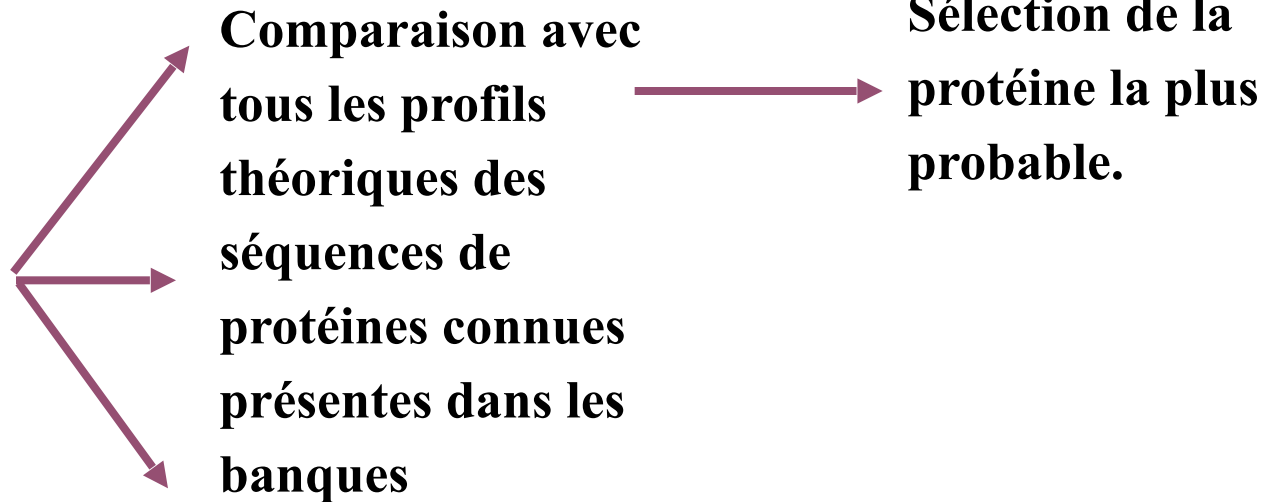 Comparaison avec
tous les profils
théoriques des
séquences de
protéines connues
présentes dans les
banques
Sélection de la
protéine la plus
probable.